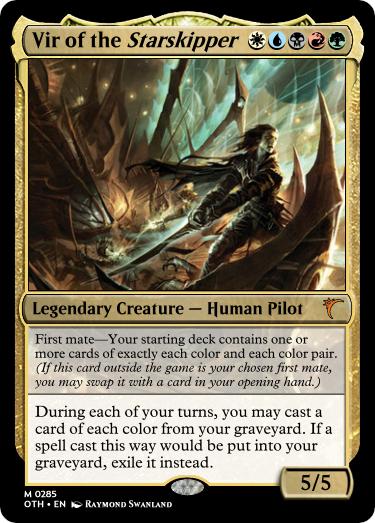 Vir of the Starskipper
Legendary Creature — Human Pilot
First mate—Your starting deck contains one or
more cards of exactly each color and each color pair.
(If this card outside the game is your chosen first mate,
you may swap it with a card in your opening hand.)
During each of your turns, you may cast a
card of each color from your graveyard. If a
spell cast this way would be put into your
graveyard, exile it instead.
5/5
M 0285
OTH • EN Raymond Swanland